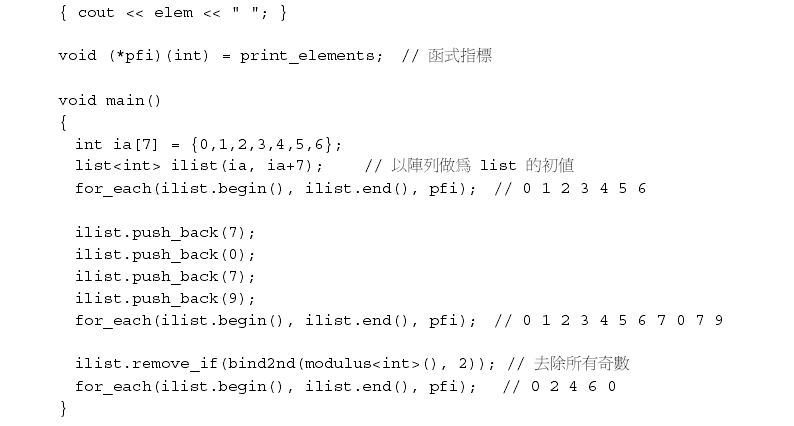 { cout << elem << " "; }
void (*pfi)(int) = print_elements;  // 函式指標
void main()
{
int ia[7] = {0,1,2,3,4,5,6};
list<int> ilist(ia, ia+7);    // 以陣列做為 list 的初值
for_each(ilist.begin(), ilist.end(), pfi);  // 0 1 2 3 4 5 6
ilist.push_back(7);
ilist.push_back(0);
ilist.push_back(7);
ilist.push_back(9);
for_each(ilist.begin(), ilist.end(), pfi);  // 0 1 2 3 4 5 6 7 0 7 9
ilist.remove_if(bind2nd(modulus<int>(), 2)); // 去除所有奇數
for_each(ilist.begin(), ilist.end(), pfi);   // 0 2 4 6 0
}